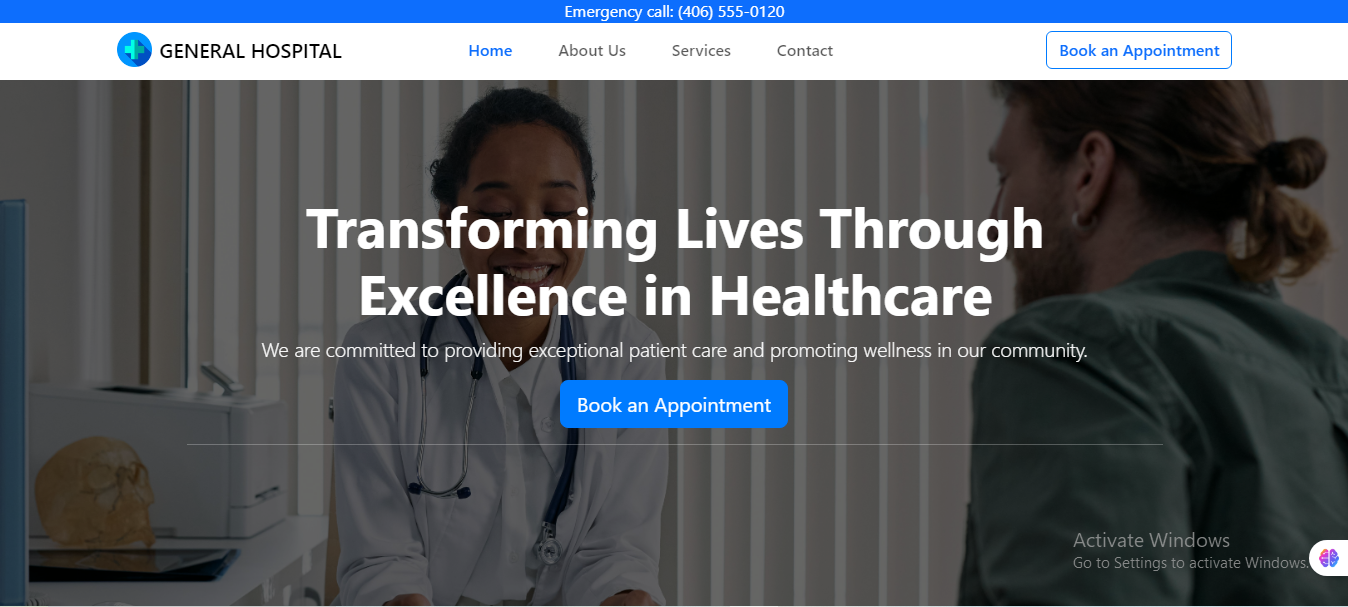 Emergency call: (406) 555-0120
GENERAL HOSPITAL
Home
About Us
Services
Contact
Book an Appointment
Transforming Lives Through
Excellence in Healthcare
We are committed to providing exceptional patient care and promoting wellness in our community.
Book an Appointment
Activate Windows
Go to Settings to activate Windows.